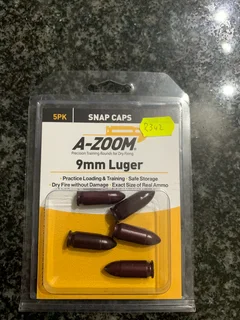 5PK
SNAP CAPS
A-ZOOM
Precision Training Rounds for Dry Firing
9mm Luger
· Practice Loading & Training · Safe Storage
· Dry Fire without Damage · Exact Size of Real Ammo